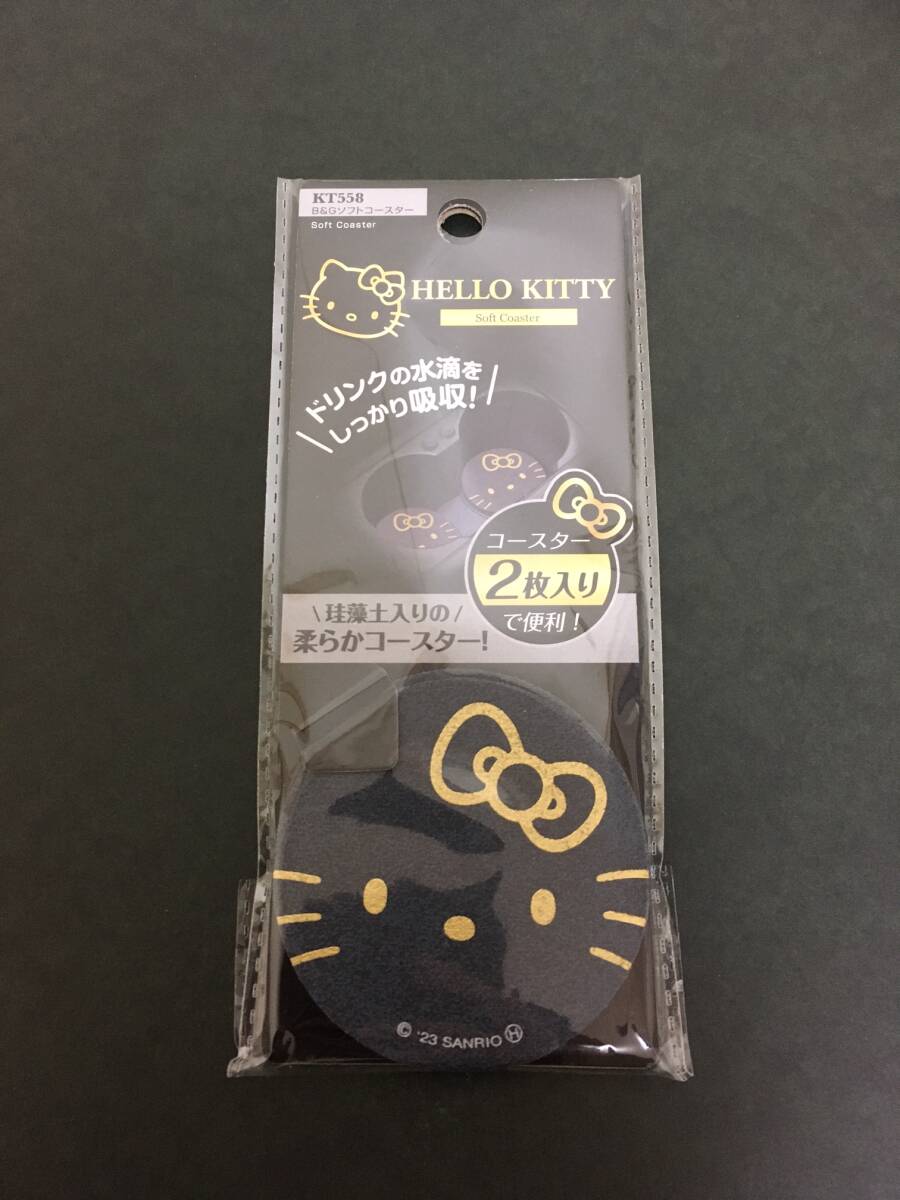 KT558
B&Gソフトコースター
Soft Coaster
HELLO KITTY
Soft Coaster
ドリンクの水滴を
しっかり吸収!
コースター
2枚入り
で便利!
珪藻土入りの
柔らかコースター!
© '23 SANRIO Ⓗ